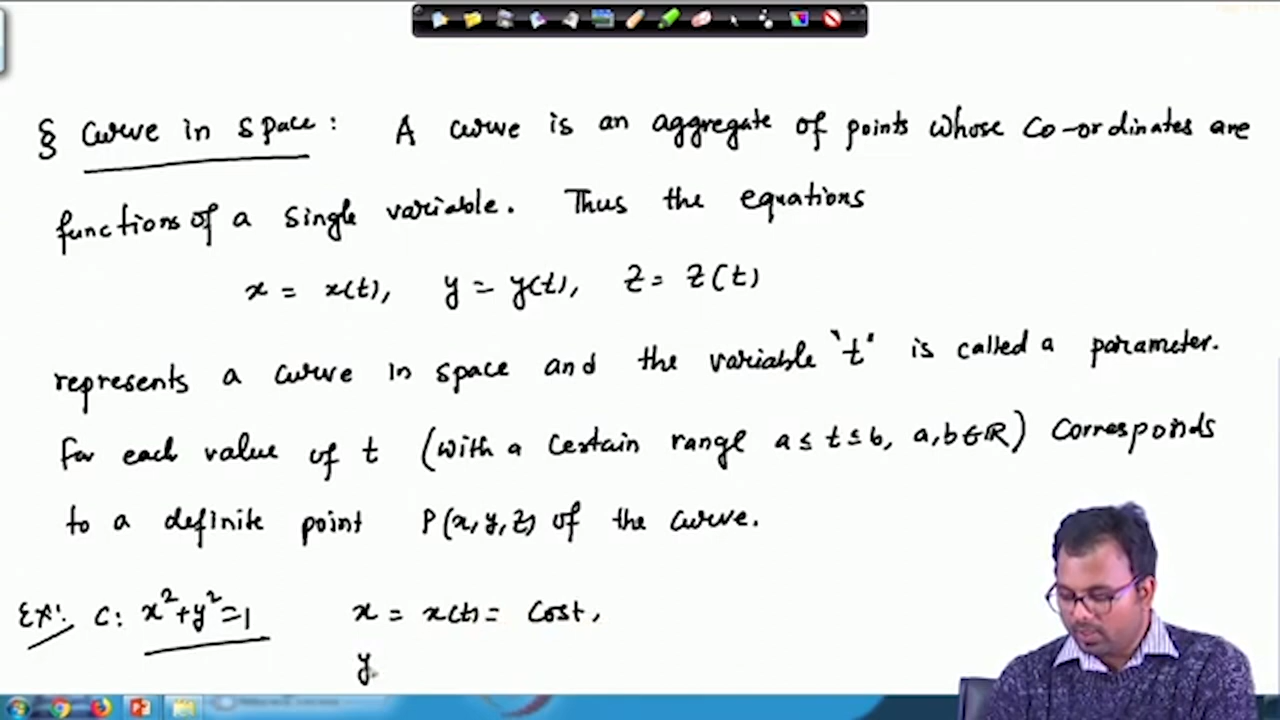 § Curve in space: A curve is an aggregate of points whose co-ordinates are
functions of a single variable. Thus the equations
x = x(t), y = y(t), z = z(t)
represents a curve in space and the variable 't' is called a parameter.
For each value of t (with a certain range a ≤ t ≤ b, a, b ∈ ℝ) corresponds
to a definite point P(x, y, z) of the curve.
Ex: C: x²+y²=1 x = x(t) = cost,
y